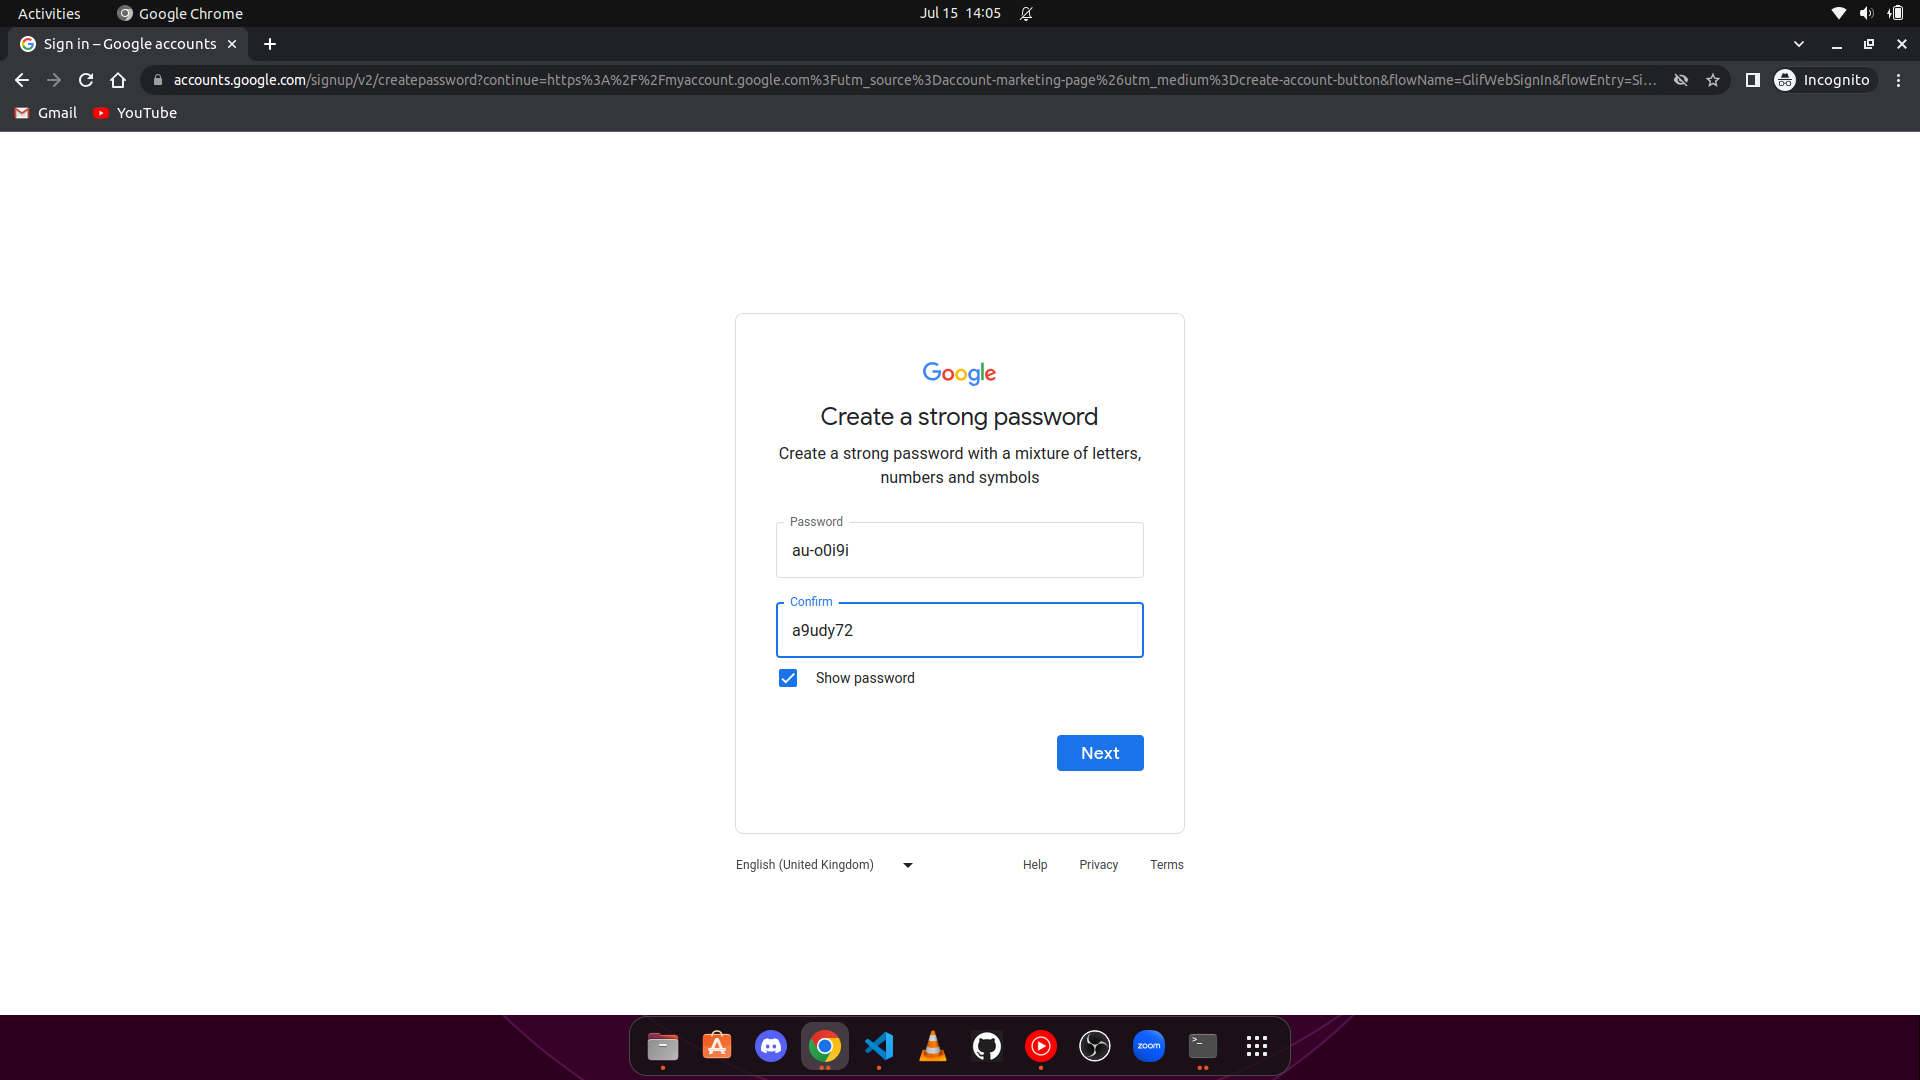 Activities
Google Chrome
Jul 15 14:05
Sign in – Google accounts
accounts.google.com/signup/v2/createpassword?continue=https%3A%2F%2Fmyaccount.google.com%3Futm_source%3Daccount-marketing-page%26utm_medium%3Dcreate-account-button&flowName=GlifWebSignIn&flowEntry=Si...
Incognito
Gmail
YouTube
Google
Create a strong password
Create a strong password with a mixture of letters,
numbers and symbols
Password
au-o0i9i
Confirm
a9udy72
Show password
Next
English (United Kingdom)
Help
Privacy
Terms
zoom